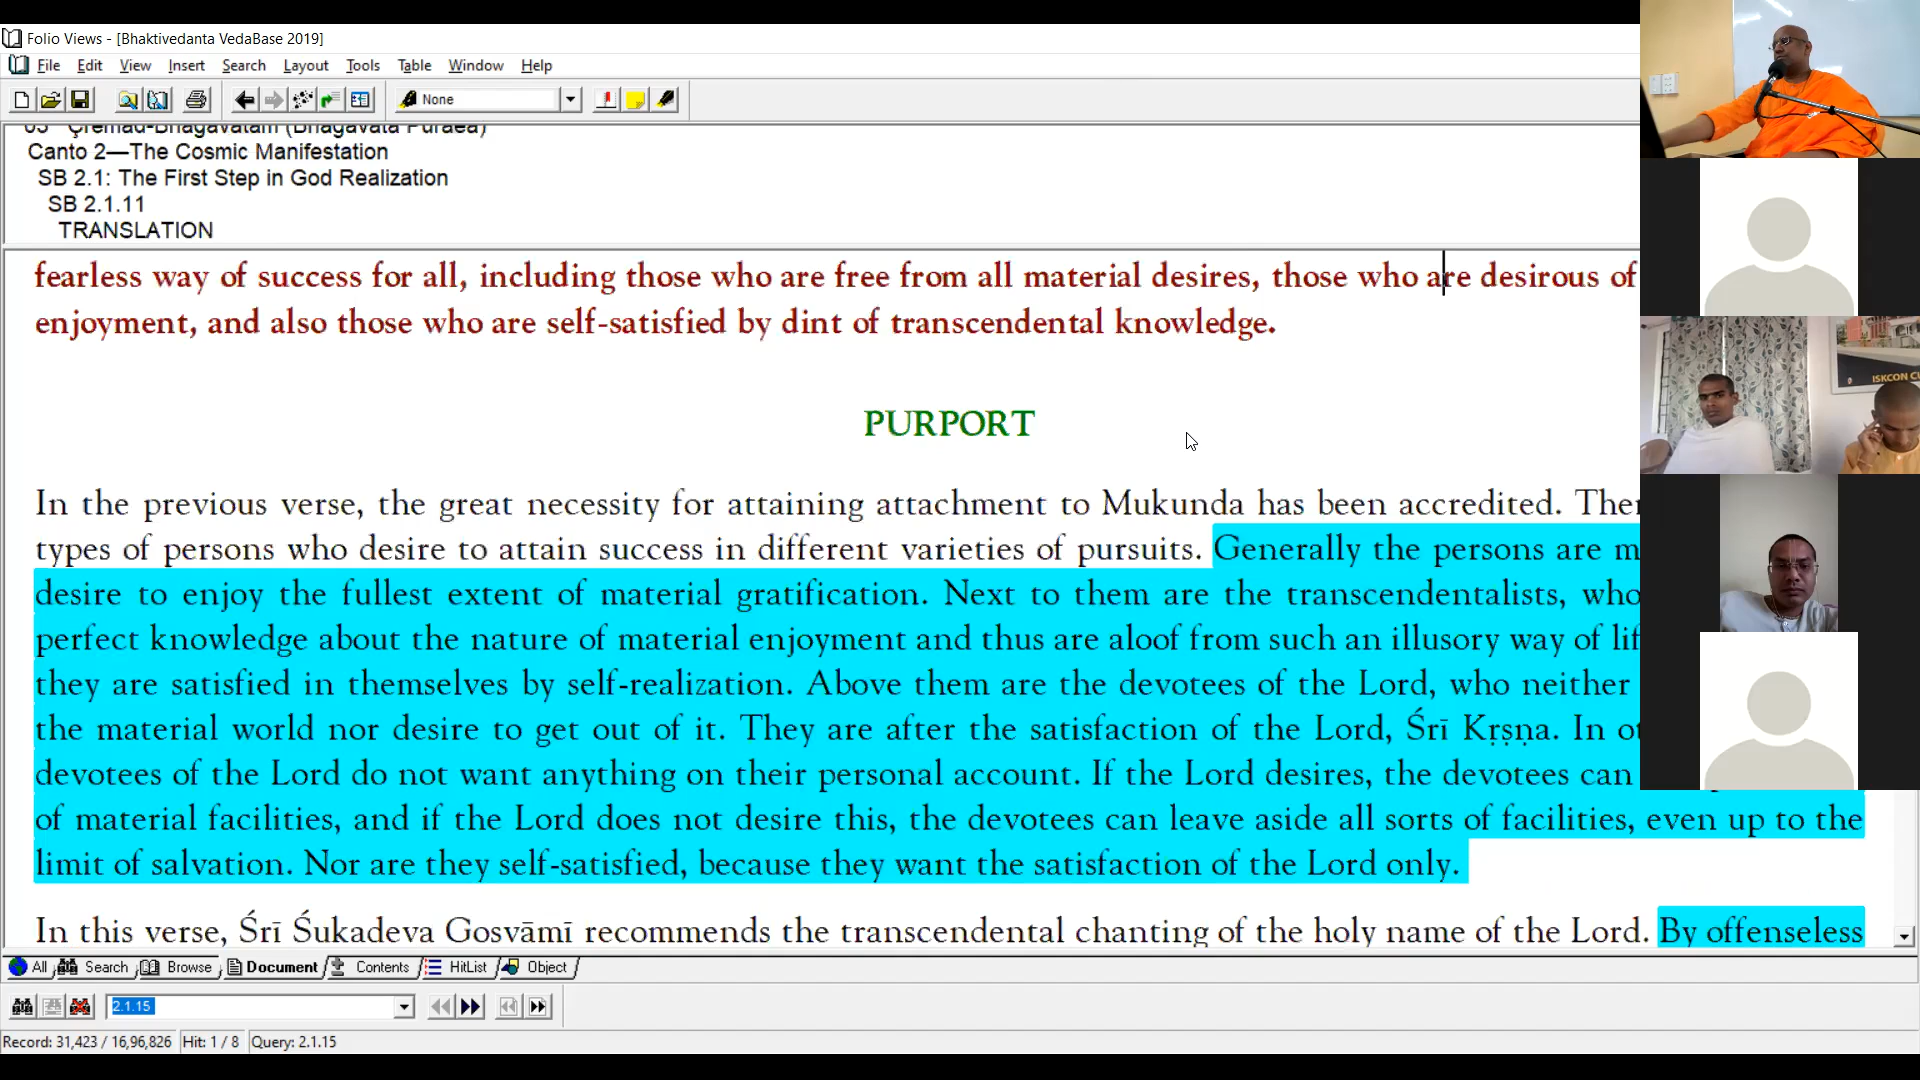 Folio Views - [Bhaktivedanta VedaBase 2019]
File Edit View Insert Search Layout Tools Table Window Help
None
03 Çremad-Bhagavatam (Bhagavata Puraea)
Canto 2—The Cosmic Manifestation
SB 2.1: The First Step in God Realization
SB 2.1.11
TRANSLATION
fearless way of success for all, including those who are free from all material desires, those who are desirous of
enjoyment, and also those who are self-satisfied by dint of transcendental knowledge.
PURPORT
In the previous verse, the great necessity for attaining attachment to Mukunda has been accredited.
types of persons who desire to attain success in different varieties of pursuits. Generally the persons are
desire to enjoy the fullest extent of material gratification. Next to them are the transcendentalists, who
perfect knowledge about the nature of material enjoyment and thus are aloof from such an illusory way of
they are satisfied in themselves by self-realization. Above them are the devotees of the Lord, who neither
the material world nor desire to get out of it. They are after the satisfaction of the Lord, Śrī Kṛṣṇa. In
devotees of the Lord do not want anything on their personal account. If the Lord desires, the devotees can
of material facilities, and if the Lord does not desire this, the devotees can leave aside all sorts of facilities, even up to the
limit of salvation. Nor are they self-satisfied, because they want the satisfaction of the Lord only.
In this verse, Śrī Śukadeva Gosvāmī recommends the transcendental chanting of the holy name of the Lord. By offenseless
All Search Browse Document Contents HitList Object
2.1.15
Record: 31,423 / 16,96,826 Hit: 1 / 8 Query: 2.1.15
ISKCON